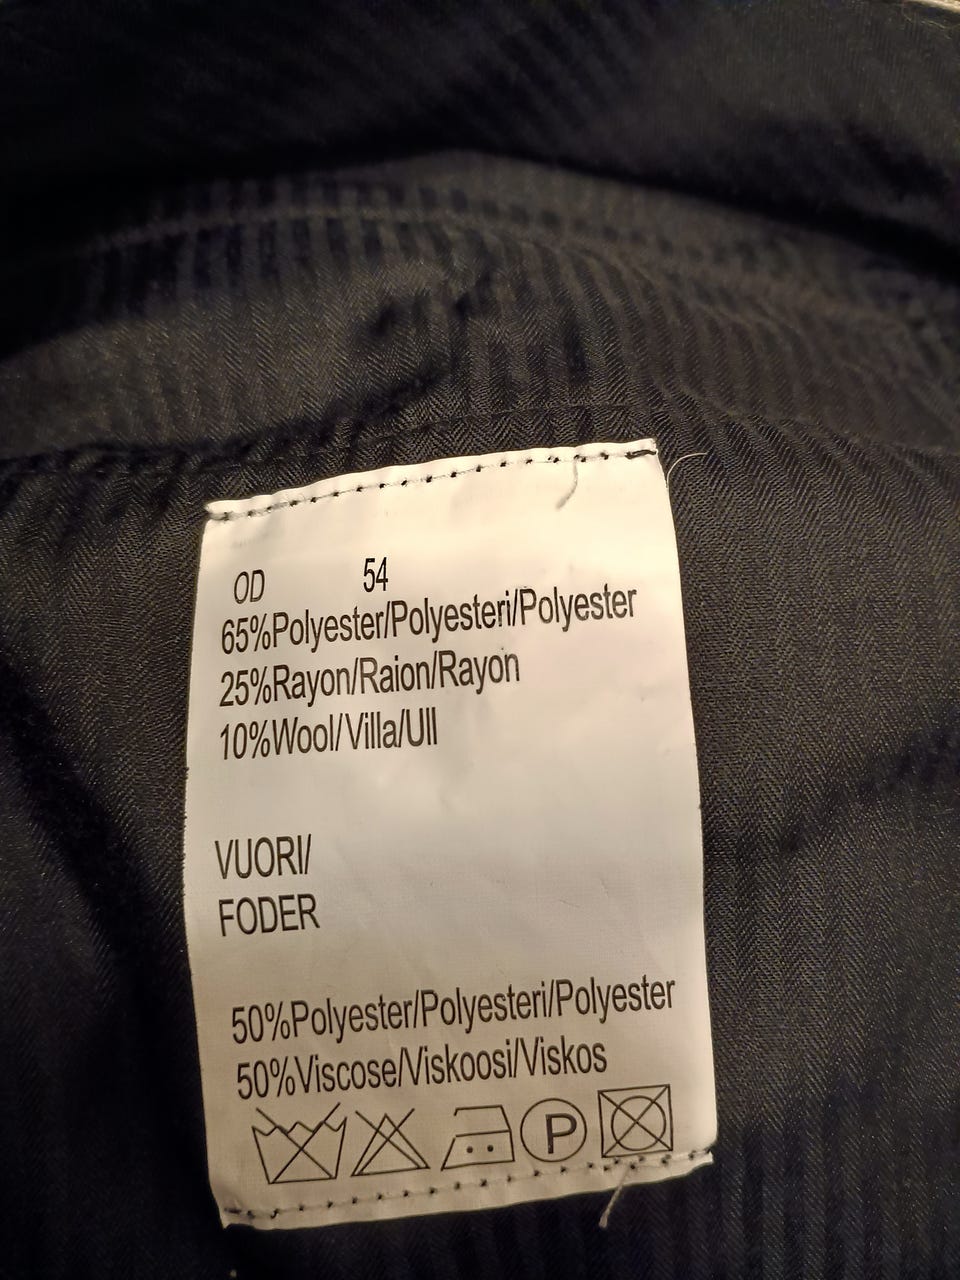 OD 54
65%Polyester/Polyesteri/Polyester
25%Rayon/Raion/Rayon
10%Wool/Villa/Ull
VUORI/
FODER
50%Polyester/Polyesteri/Polyester
50%Viscose/Viskoosi/Viskos
P